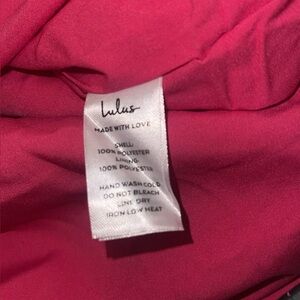 Lulus
MADE WITH LOVE
SHELL:
100% POLYESTER
LINING:
100% POLYESTER
HAND WASH COLD
DO NOT BLEACH
LINE DRY
IRON LOW HEAT